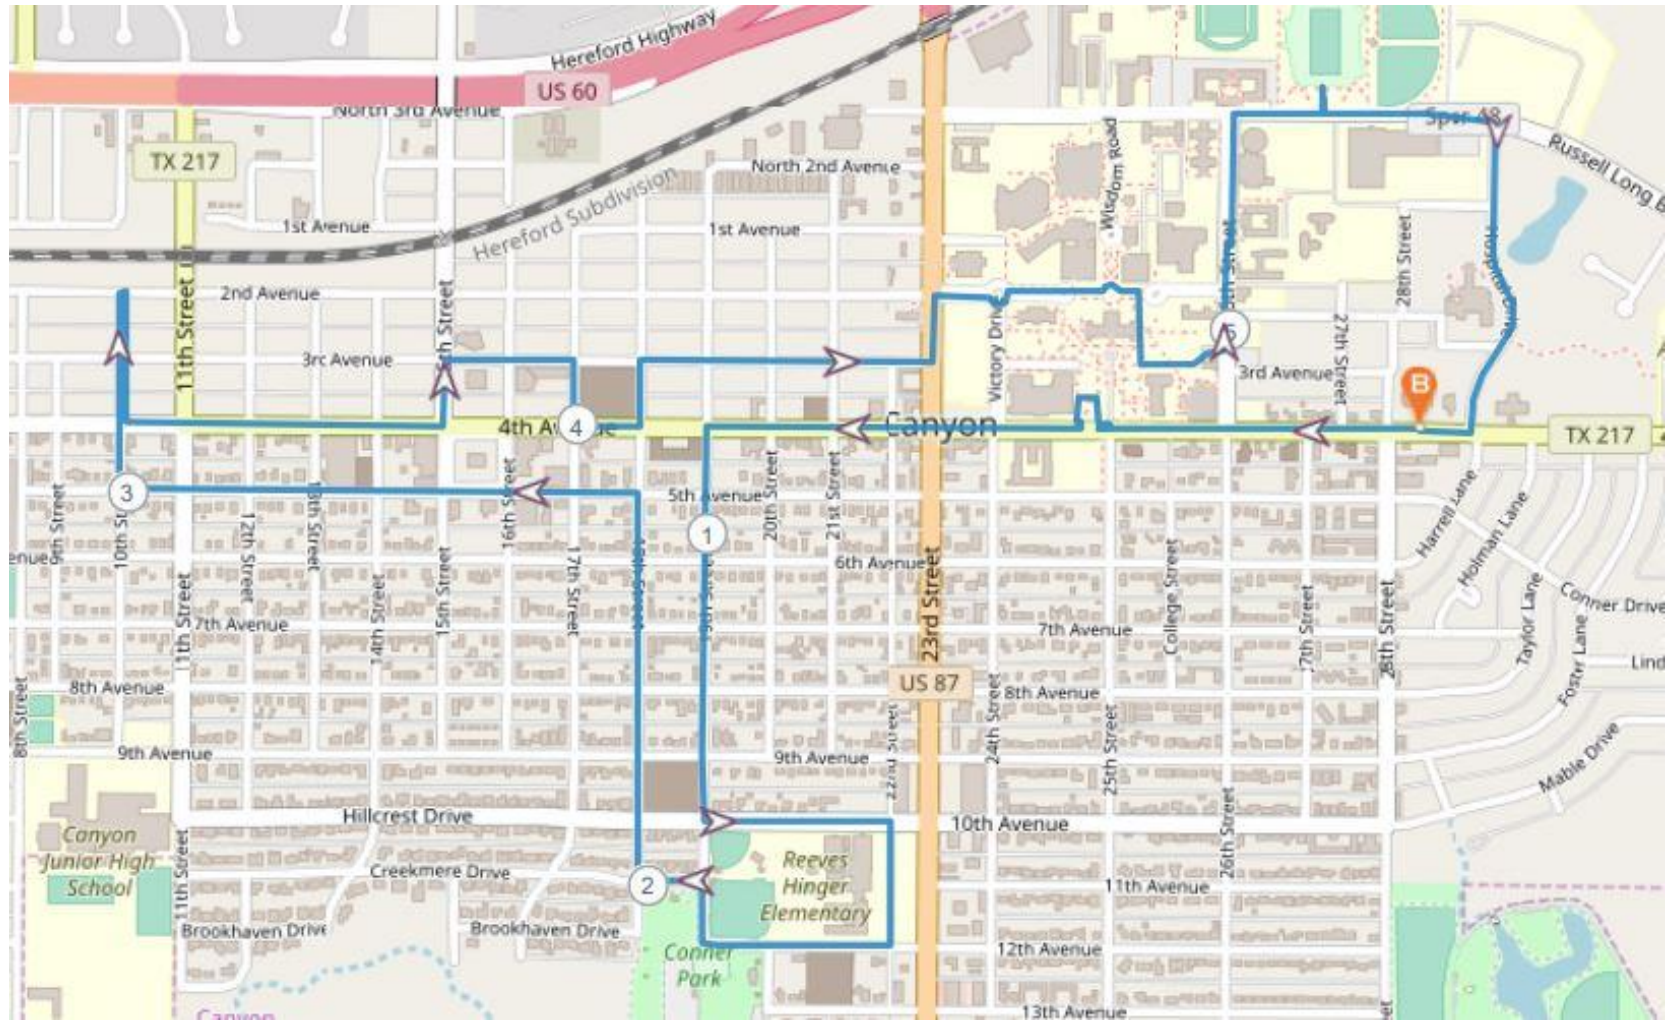 Hereford Highway
US 60
North 3rd Avenue
Spur 48
TX 217
Russell Long B
North 2nd Avenue
Wisdom Road
Hereford Subdivision
1st Avenue
1st Avenue
28th Street
11th Street
2nd Avenue
Victory Drive
27th Street
3rd Avenue
3rd Avenue
B
4th Avenue
4
Canyon
TX 217
3
5th Avenue
16th Street
20th Street
21st Street
1
9th Street
10th St
12th Street
13th Street
enue
6th Avenue
Harrell Lane
Holman Lane
11th Street
14th Street
15th Street
17th Street
7th Avenue
23rd Street
7th Avenue
College Street
28th Street
Taylor Lane
Conner Drive
Foster Lane
Lind
8th Street
8th Avenue
US 87
24th Street
8th Avenue
9th Avenue
9th Avenue
25th Street
Mable Drive
Hillcrest Drive
10th Avenue
26th Street
Canyon
Junior High
School
11th Street
Creekmere Drive
2
Reeves
Hinger
Elementary
11th Avenue
Brookhaven Drive
Brookhaven Drive
Conner
Park
12th Avenue
13th Avenue
Canyon